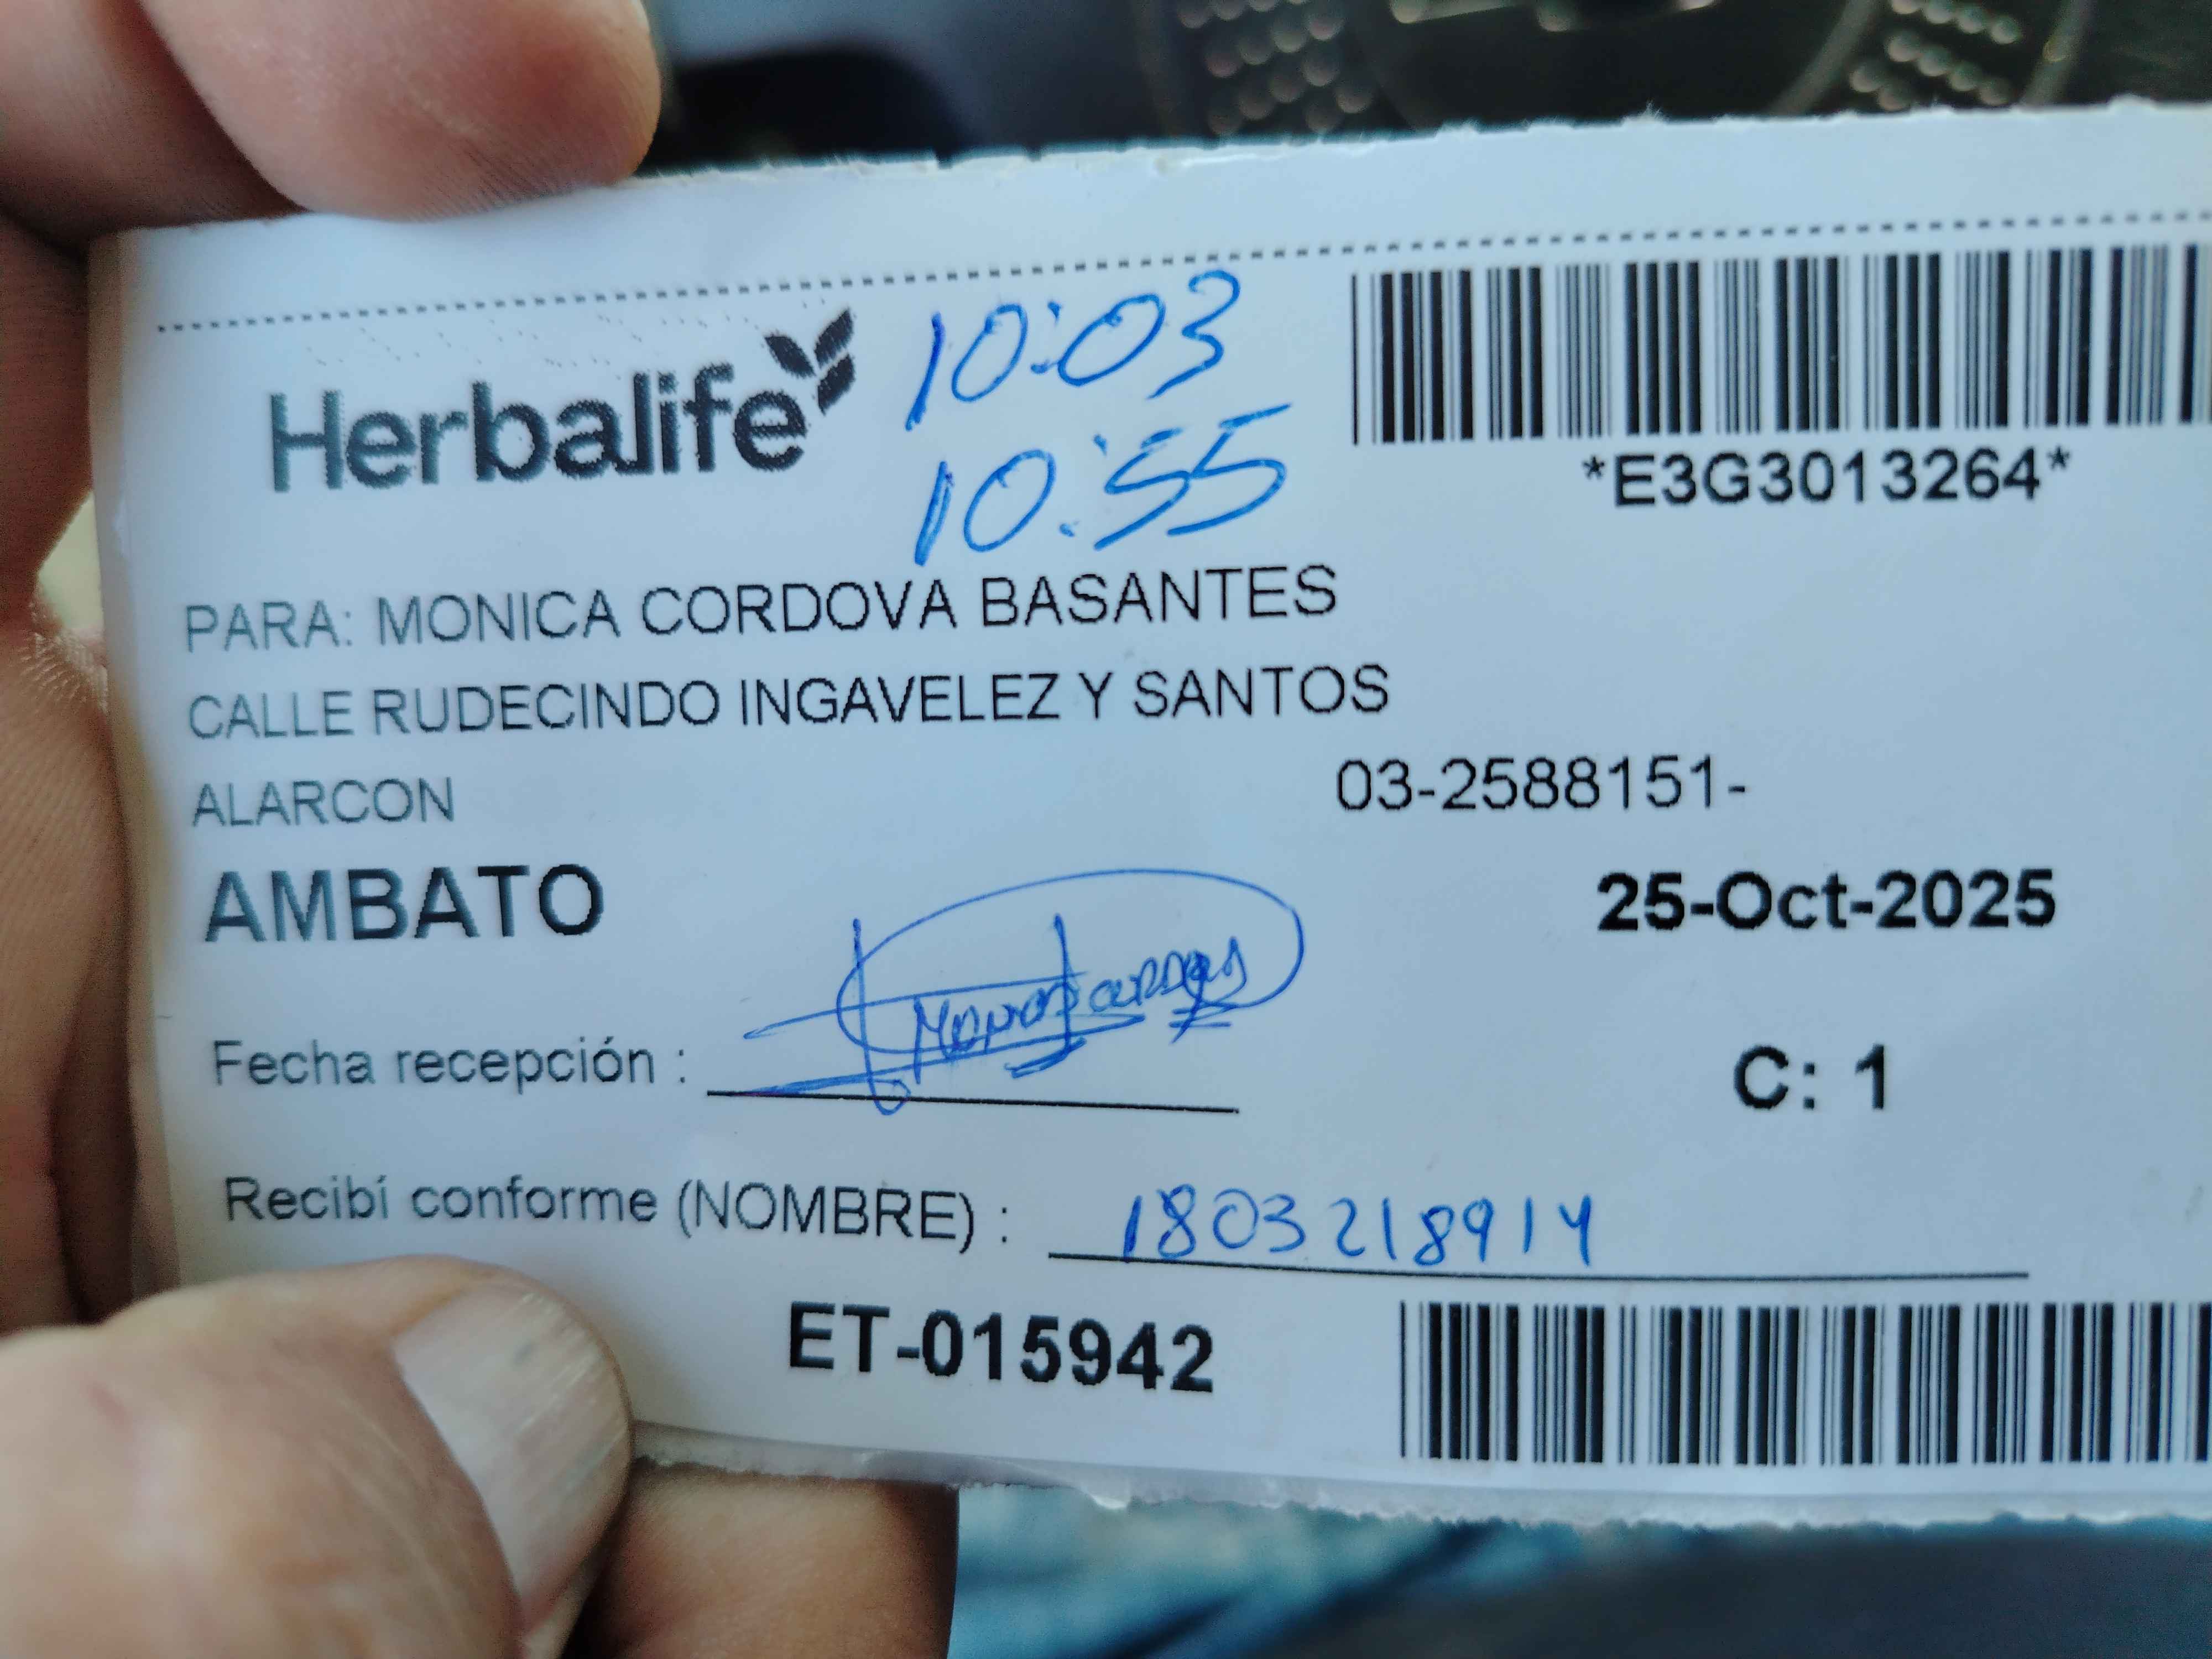 Herbalife
10:03
10:55
*E3G3013264*
PARA: MONICA CORDOVA BASANTES
CALLE RUDECINDO INGAVELEZ Y SANTOS
ALARCON 03-2588151-
AMBATO 25-Oct-2025
Fecha recepción :
C: 1
Recibí conforme (NOMBRE) : 1803218914
ET-015942